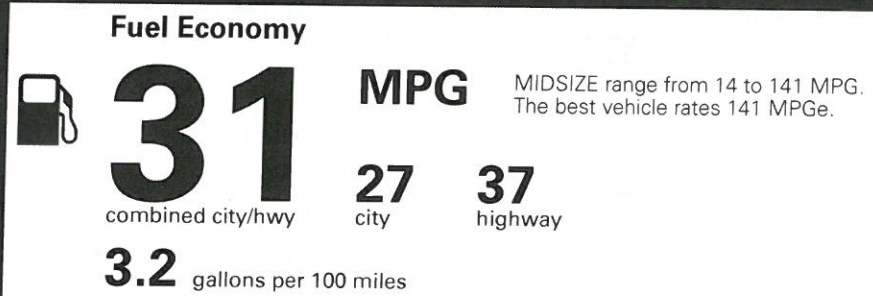 Fuel Economy
31 MPG
MIDSIZE range from 14 to 141 MPG.
The best vehicle rates 141 MPGe.
27 37
combined city/hwy city highway
3.2 gallons per 100 miles